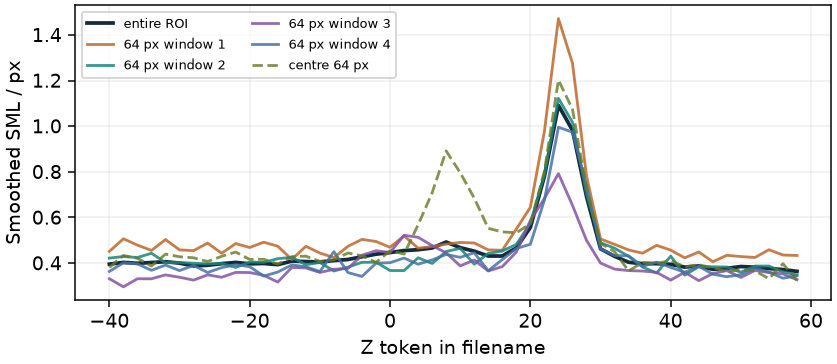 entire ROI
64 px window 1
64 px window 2
64 px window 3
64 px window 4
centre 64 px
Smoothed SML / px
1.4
1.2
1.0
0.8
0.6
0.4
−40 −20 0 20 40 60
Z token in filename